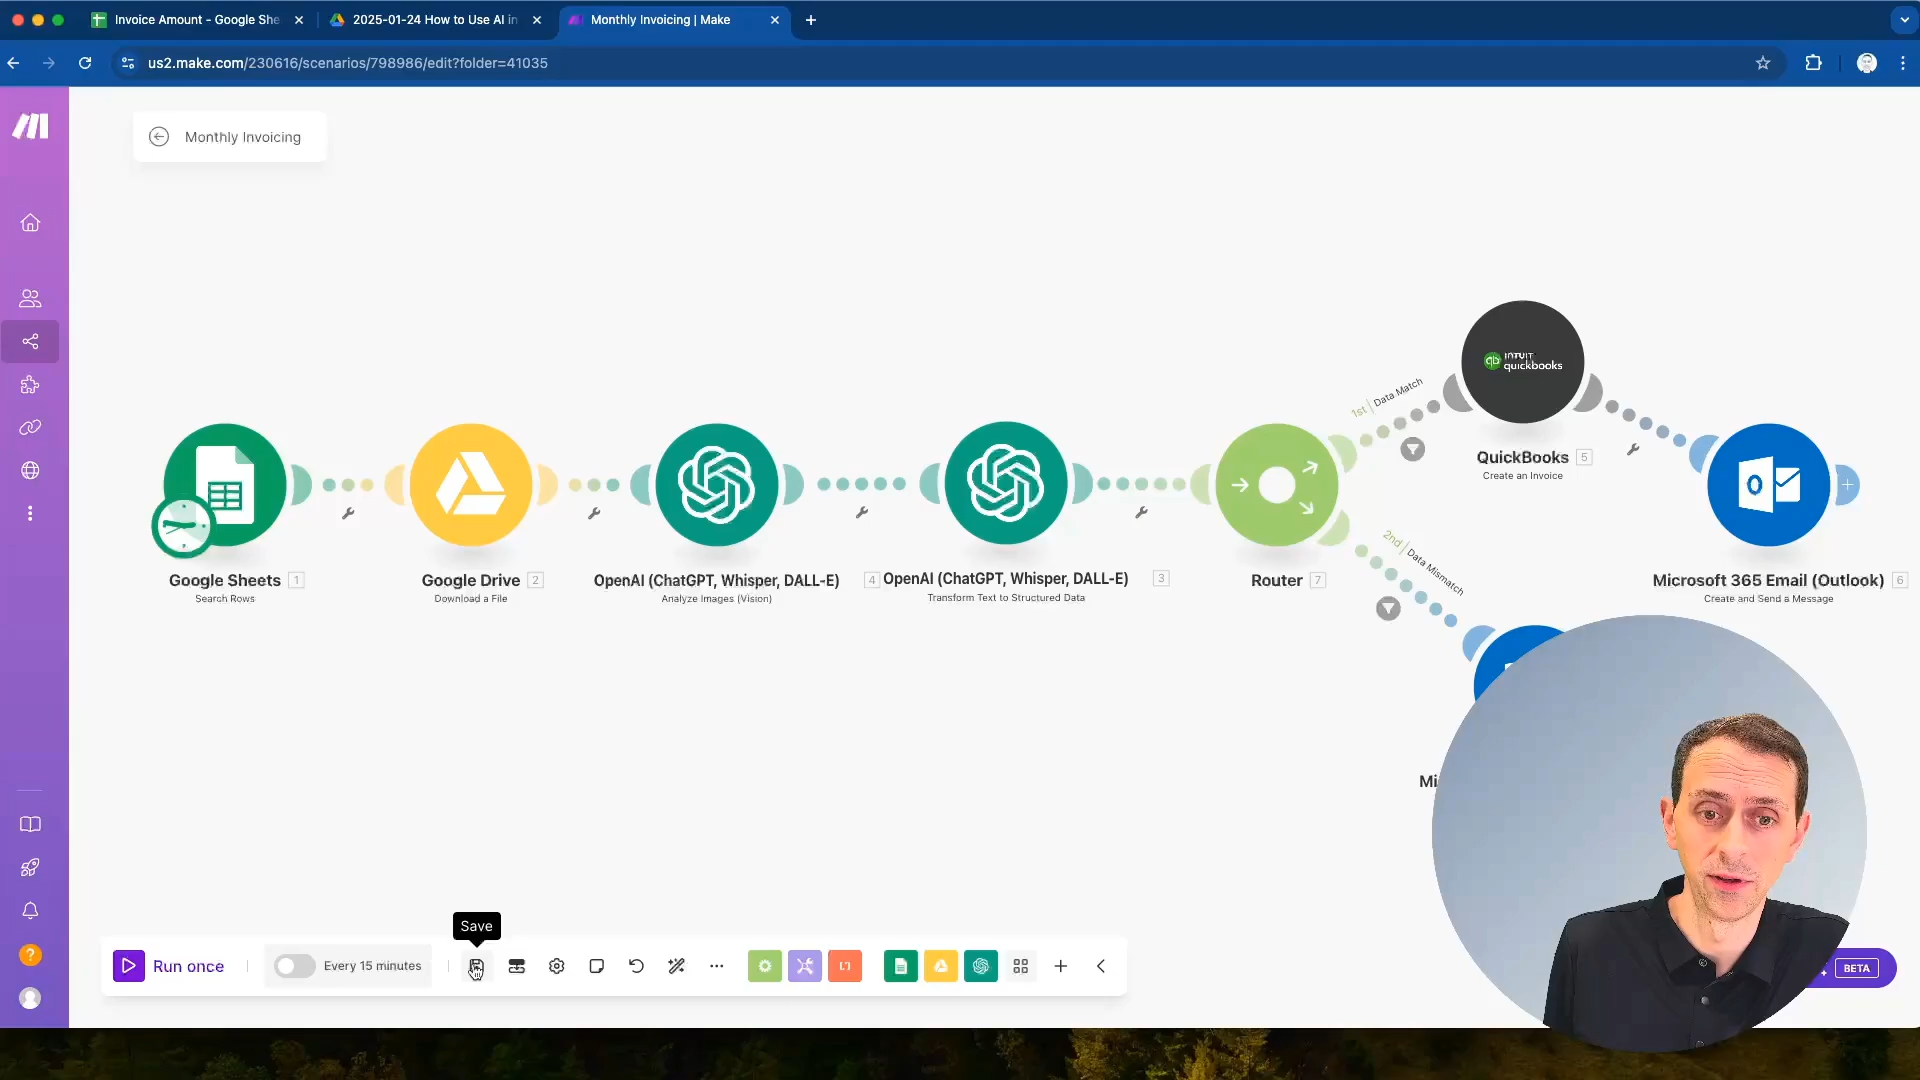 Invoice Amount - Google She
2025-01-24 How to Use AI in
Monthly Invoicing | Make
us2.make.com/230616/scenarios/798986/edit?folder=41035
Monthly Invoicing
INTUIT
qb quickbooks
1st | Data Match
QuickBooks 5
Create an Invoice
2nd | Data Mismatch
Google Sheets 1
Search Rows
Google Drive 2
Download a File
OpenAI (ChatGPT, Whisper, DALL-E) 4
Analyze Images (Vision)
OpenAI (ChatGPT, Whisper, DALL-E) 3
Transform Text to Structured Data
Router 7
Microsoft 365 Email (Outlook) 6
Create and Send a Message
Mi
Save
Run once
Every 15 minutes
BETA